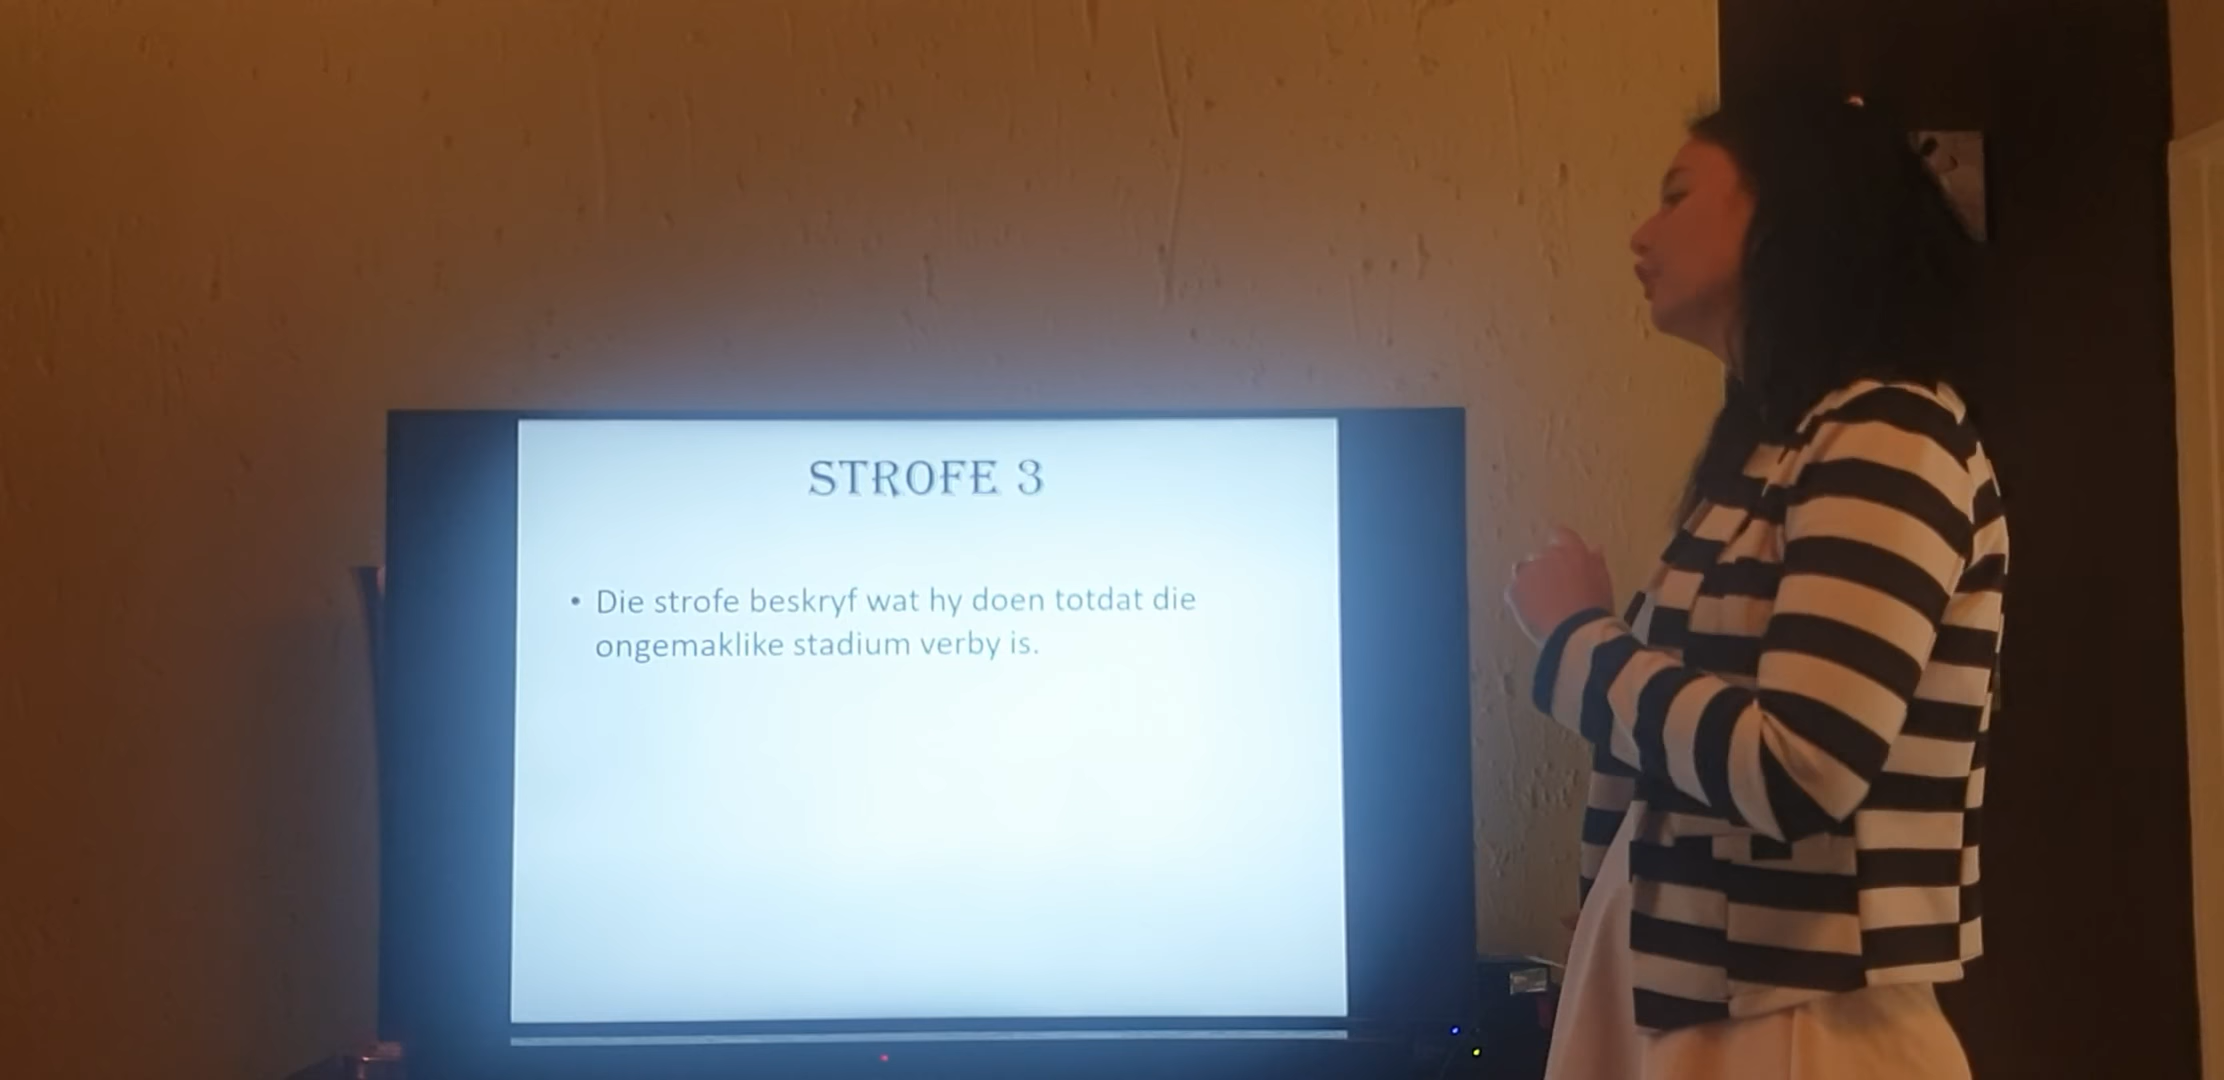 STROFE 3
• Die strofe beskryf wat hy doen totdat die
ongemaklike stadium verby is.